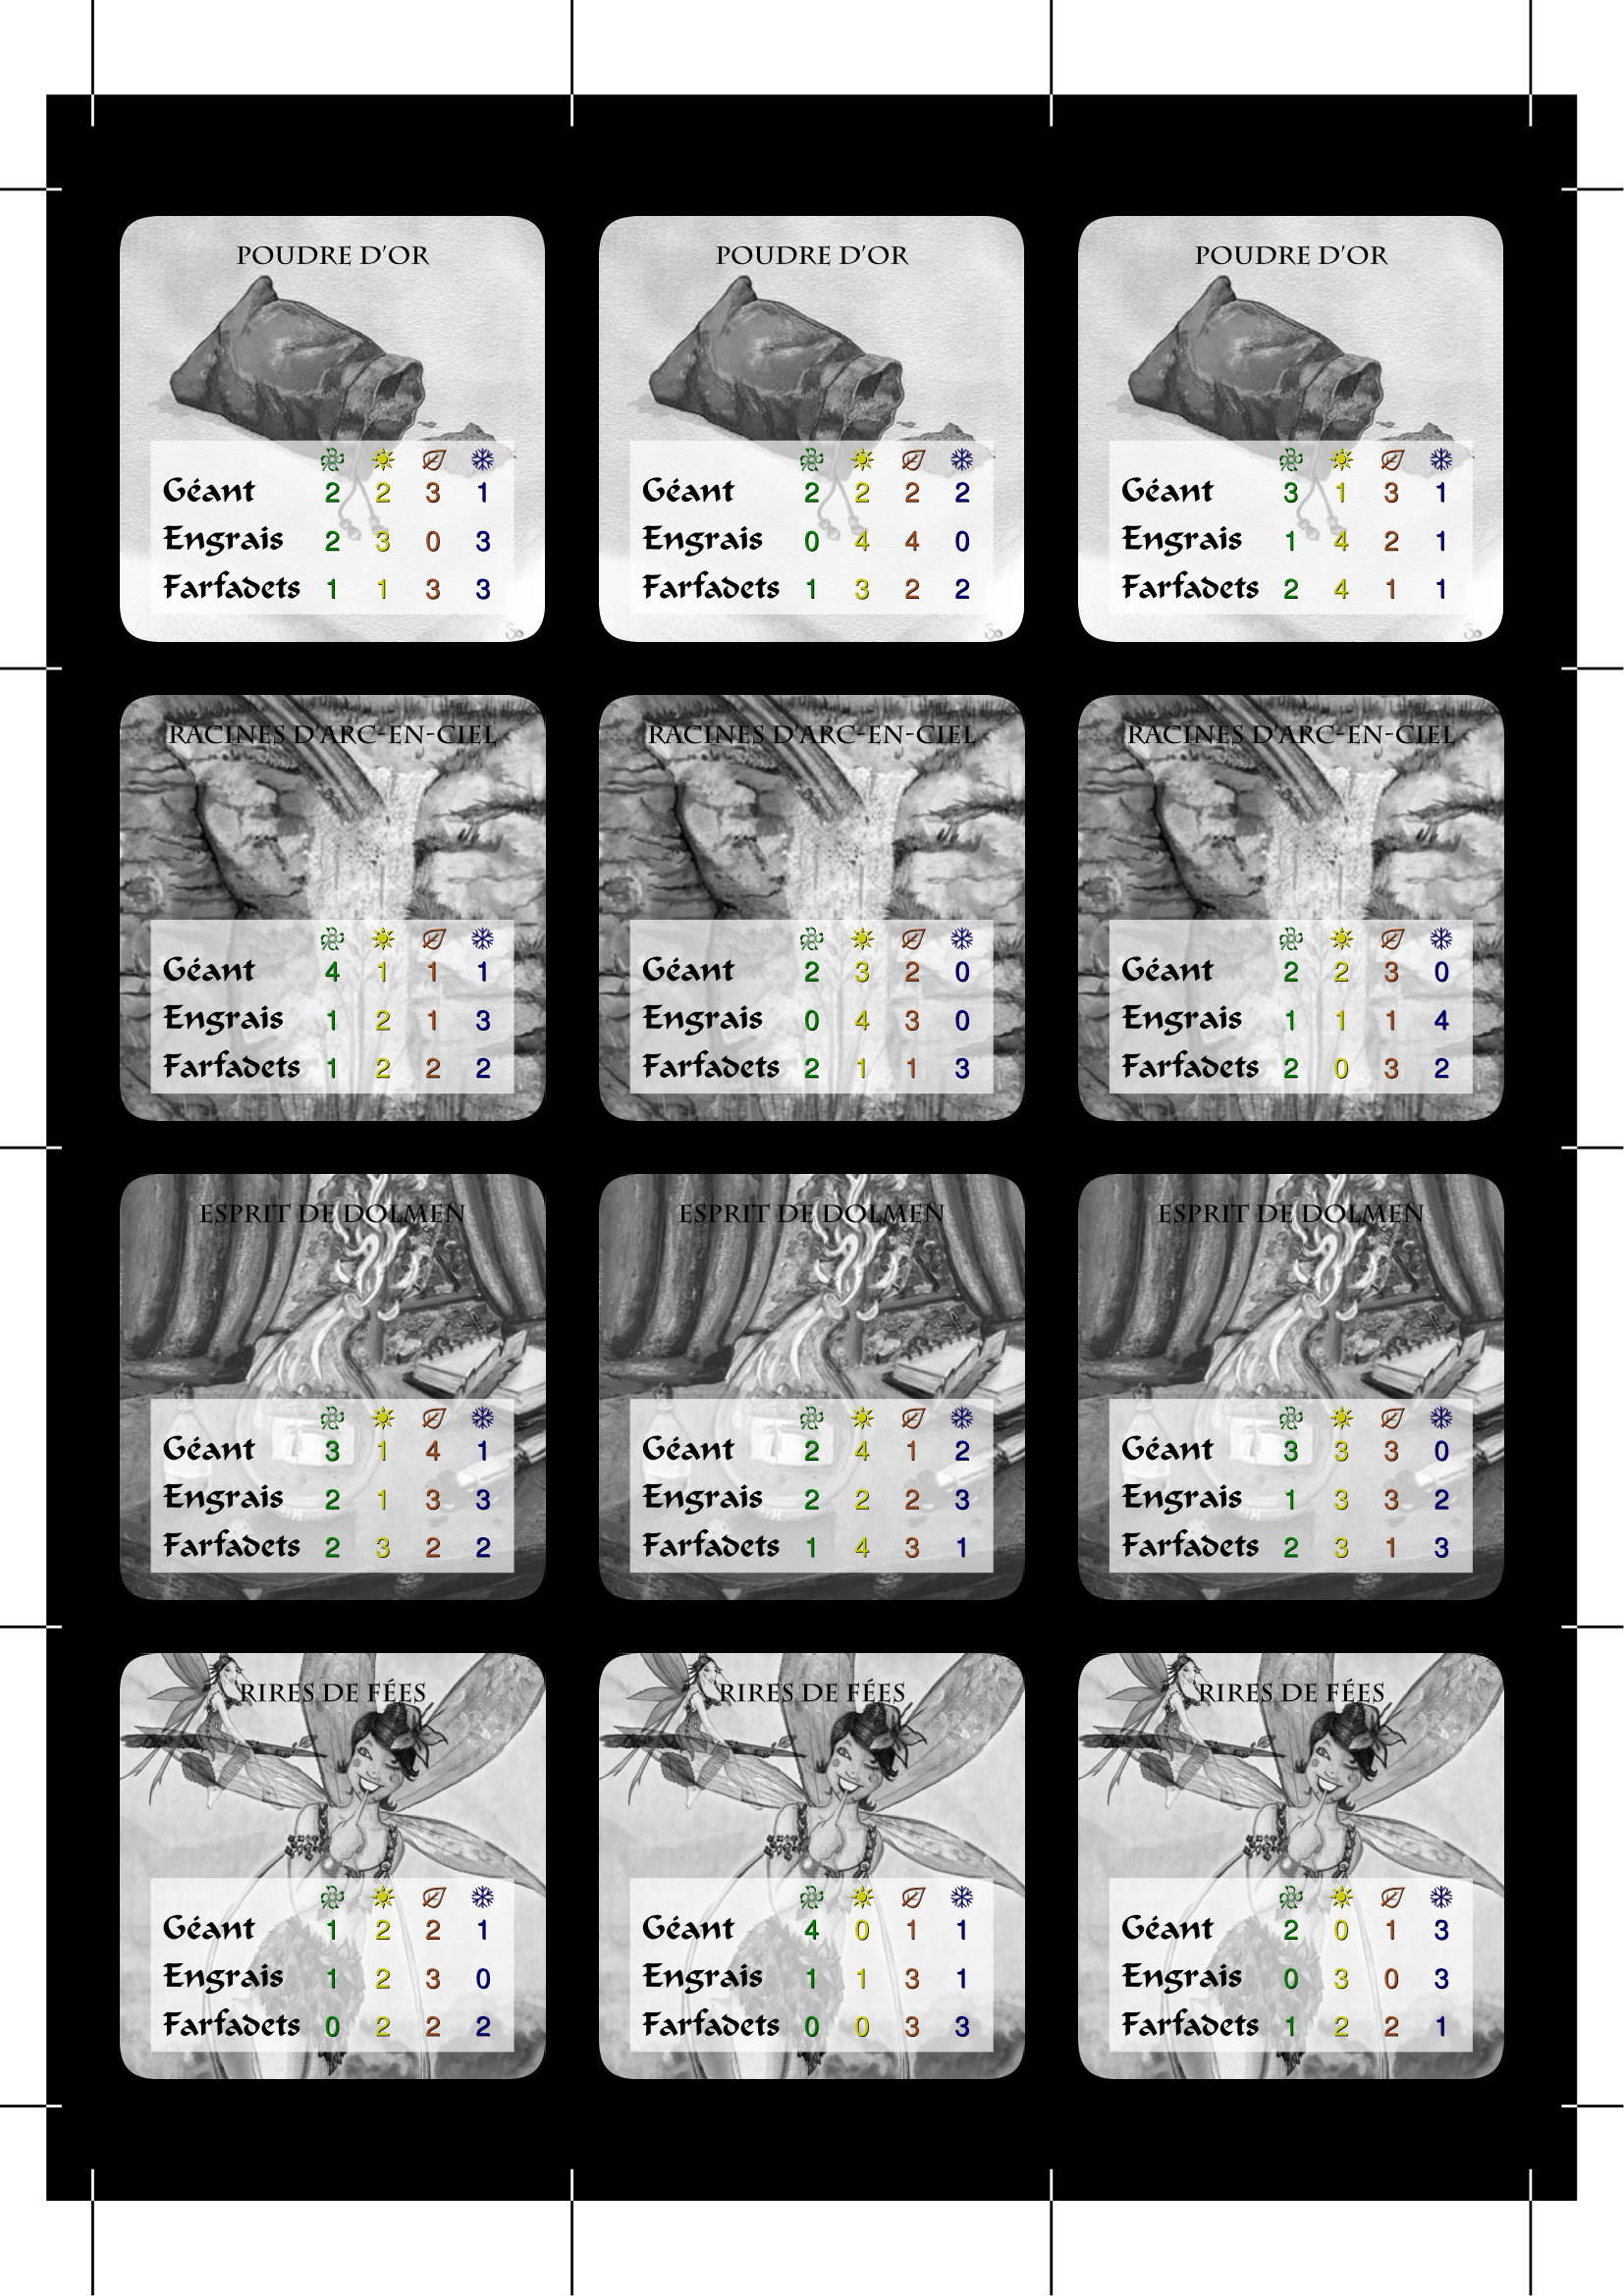 POUDRE D'OR
Géant 2 2 3 1
Engrais 2 3 0 3
Farfadets 1 1 3 3
POUDRE D'OR
Géant 2 2 2 2
Engrais 0 4 4 0
Farfadets 1 3 2 2
POUDRE D'OR
Géant 3 1 3 1
Engrais 1 4 2 1
Farfadets 2 4 1 1
RACINES D'ARC-EN-CIEL
Géant 4 1 1 1
Engrais 1 2 1 3
Farfadets 1 2 2 2
RACINES D'ARC-EN-CIEL
Géant 2 3 2 0
Engrais 0 4 3 0
Farfadets 2 1 1 3
RACINES D'ARC-EN-CIEL
Géant 2 2 3 0
Engrais 1 1 1 4
Farfadets 2 0 3 2
ESPRIT DE DOLMEN
Géant 3 1 4 1
Engrais 2 1 3 3
Farfadets 2 3 2 2
ESPRIT DE DOLMEN
Géant 2 4 1 2
Engrais 2 2 2 3
Farfadets 1 4 3 1
ESPRIT DE DOLMEN
Géant 3 3 3 0
Engrais 1 3 3 2
Farfadets 2 3 1 3
RIRES DE FÉES
Géant 1 2 2 1
Engrais 1 2 3 0
Farfadets 0 2 2 2
RIRES DE FÉES
Géant 4 0 1 1
Engrais 1 1 3 1
Farfadets 0 0 3 3
RIRES DE FÉES
Géant 2 0 1 3
Engrais 0 3 0 3
Farfadets 1 2 2 1